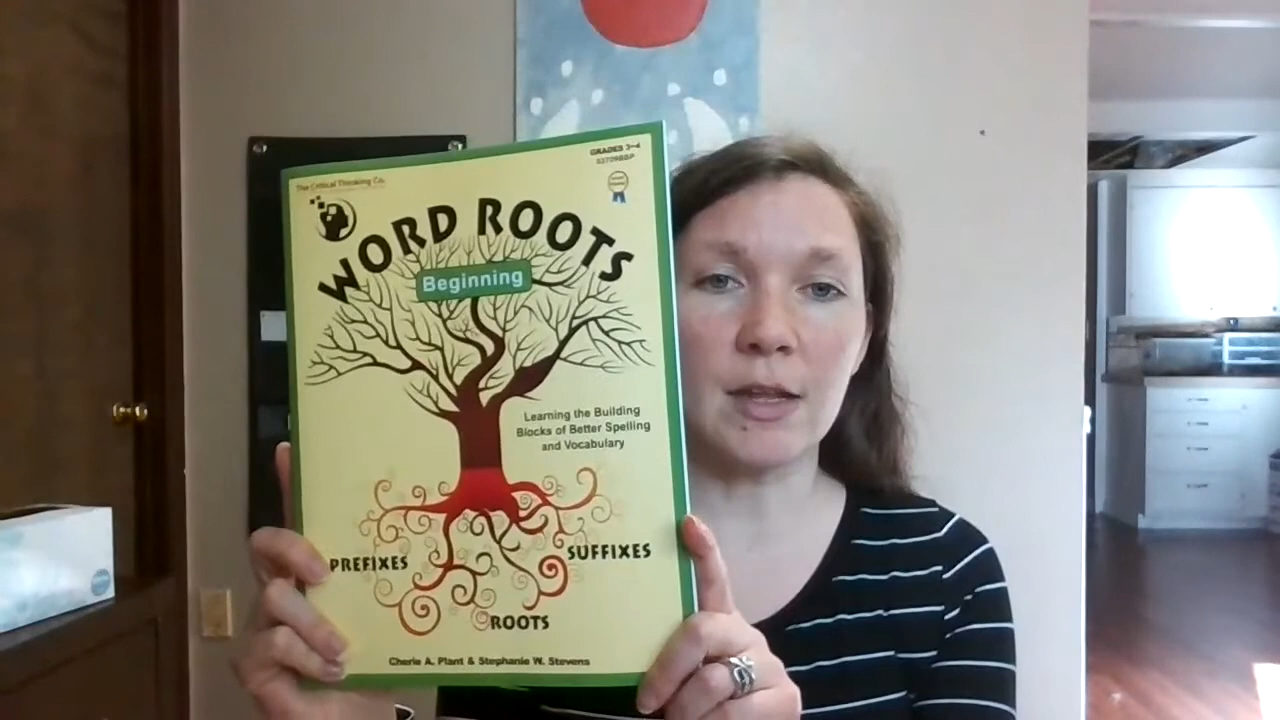 GRADES 3–4
The Critical Thinking Co.
WORD ROOTS
Beginning
Learning the Building
Blocks of Better Spelling
and Vocabulary
PREFIXES
SUFFIXES
ROOTS
Cherie A. Plant & Stephanie W. Stevens